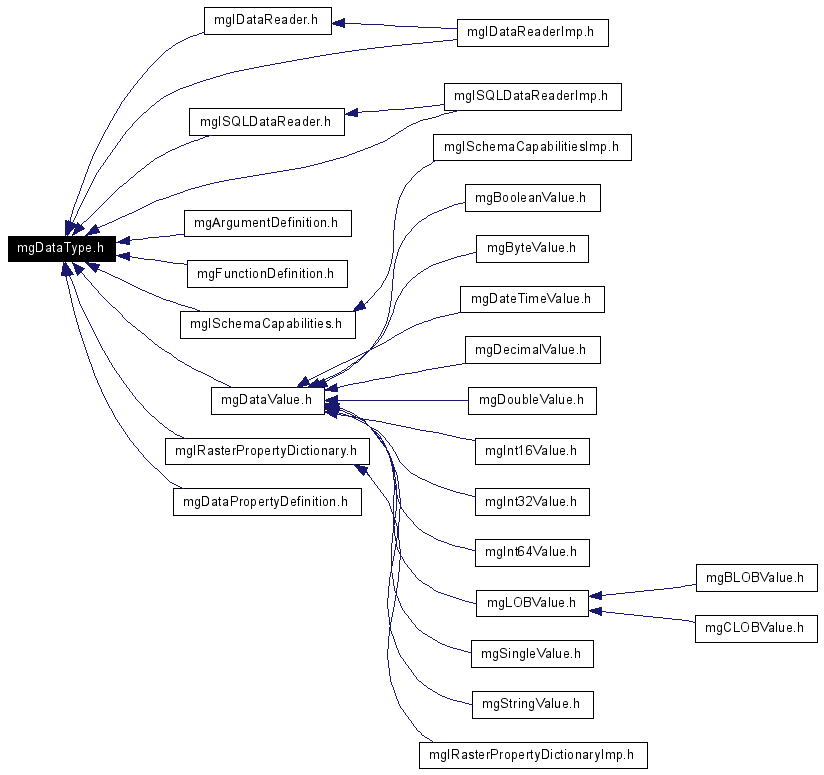 mgIDataReader.h
mgIDataReaderImp.h
mgISQLDataReaderImp.h
mgISQLDataReader.h
mgISchemaCapabilitiesImp.h
mgBooleanValue.h
mgArgumentDefinition.h
mgDataType.h
mgByteValue.h
mgFunctionDefinition.h
mgDateTimeValue.h
mgISchemaCapabilities.h
mgDecimalValue.h
mgDataValue.h
mgDoubleValue.h
mgIRasterPropertyDictionary.h
mgInt16Value.h
mgDataPropertyDefinition.h
mgInt32Value.h
mgInt64Value.h
mgBLOBValue.h
mgLOBValue.h
mgCLOBValue.h
mgSingleValue.h
mgStringValue.h
mgIRasterPropertyDictionaryImp.h